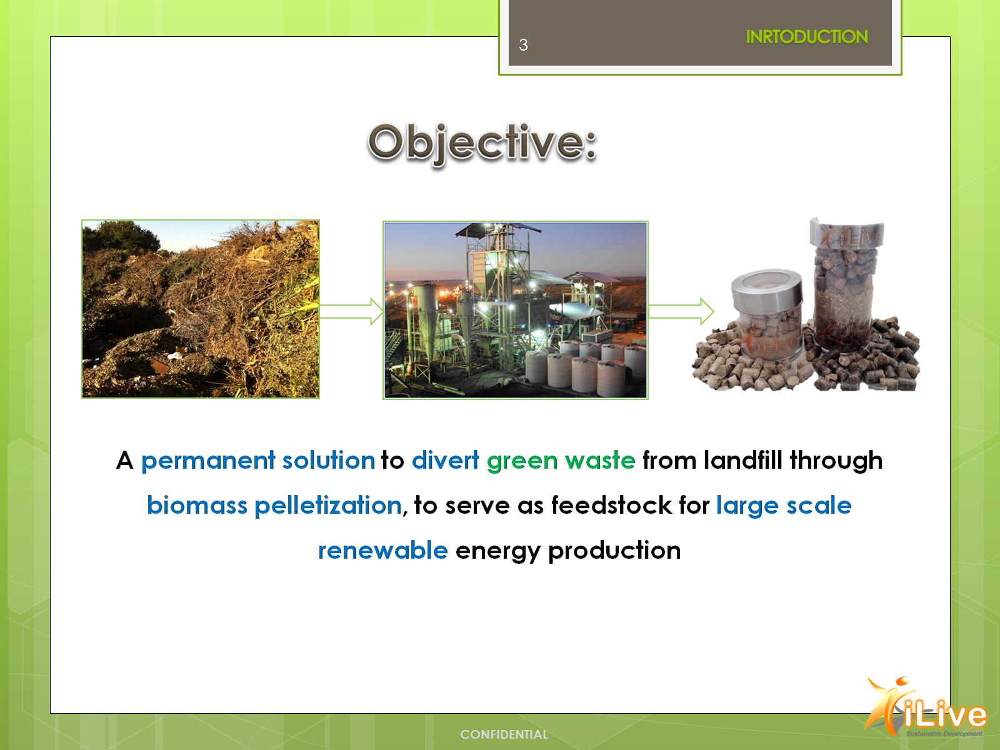 3
INRTODUCTION
Objective:
iLive
iLive
A permanent solution to divert green waste from landfill through
biomass pelletization, to serve as feedstock for large scale
renewable energy production
iLive
Sustainable Development
CONFIDENTIAL